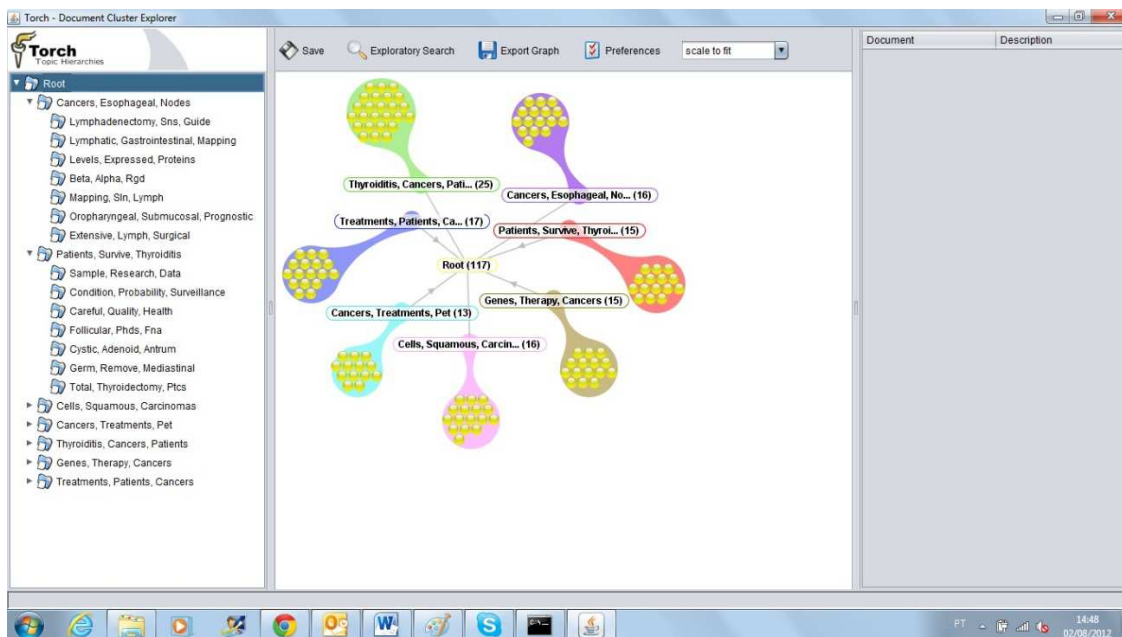 Torch - Document Cluster Explorer
Torch
Topic Hierarchies
Save
Exploratory Search
Export Graph
Preferences
scale to fit
Root
Cancers, Esophageal, Nodes
Lymphadenectomy, Sns, Guide
Lymphatic, Gastrointestinal, Mapping
Levels, Expressed, Proteins
Beta, Alpha, Rgd
Mapping, Sln, Lymph
Oropharyngeal, Submucosal, Prognostic
Extensive, Lymph, Surgical
Patients, Survive, Thyroiditis
Sample, Research, Data
Condition, Probability, Surveillance
Careful, Quality, Health
Follicular, Phds, Fna
Cystic, Adenoid, Antrum
Germ, Remove, Mediastinal
Total, Thyroidectomy, Ptcs
Cells, Squamous, Carcinomas
Cancers, Treatments, Pet
Thyroiditis, Cancers, Patients
Genes, Therapy, Cancers
Treatments, Patients, Cancers
Thyroiditis, Cancers, Pati... (25)
Cancers, Esophageal, No... (16)
Treatments, Patients, Ca... (17)
Patients, Survive, Thyroi... (15)
Root (117)
Genes, Therapy, Cancers (15)
Cancers, Treatments, Pet (13)
Cells, Squamous, Carcin... (16)
Document
Description
PT
14:48
02/08/2012